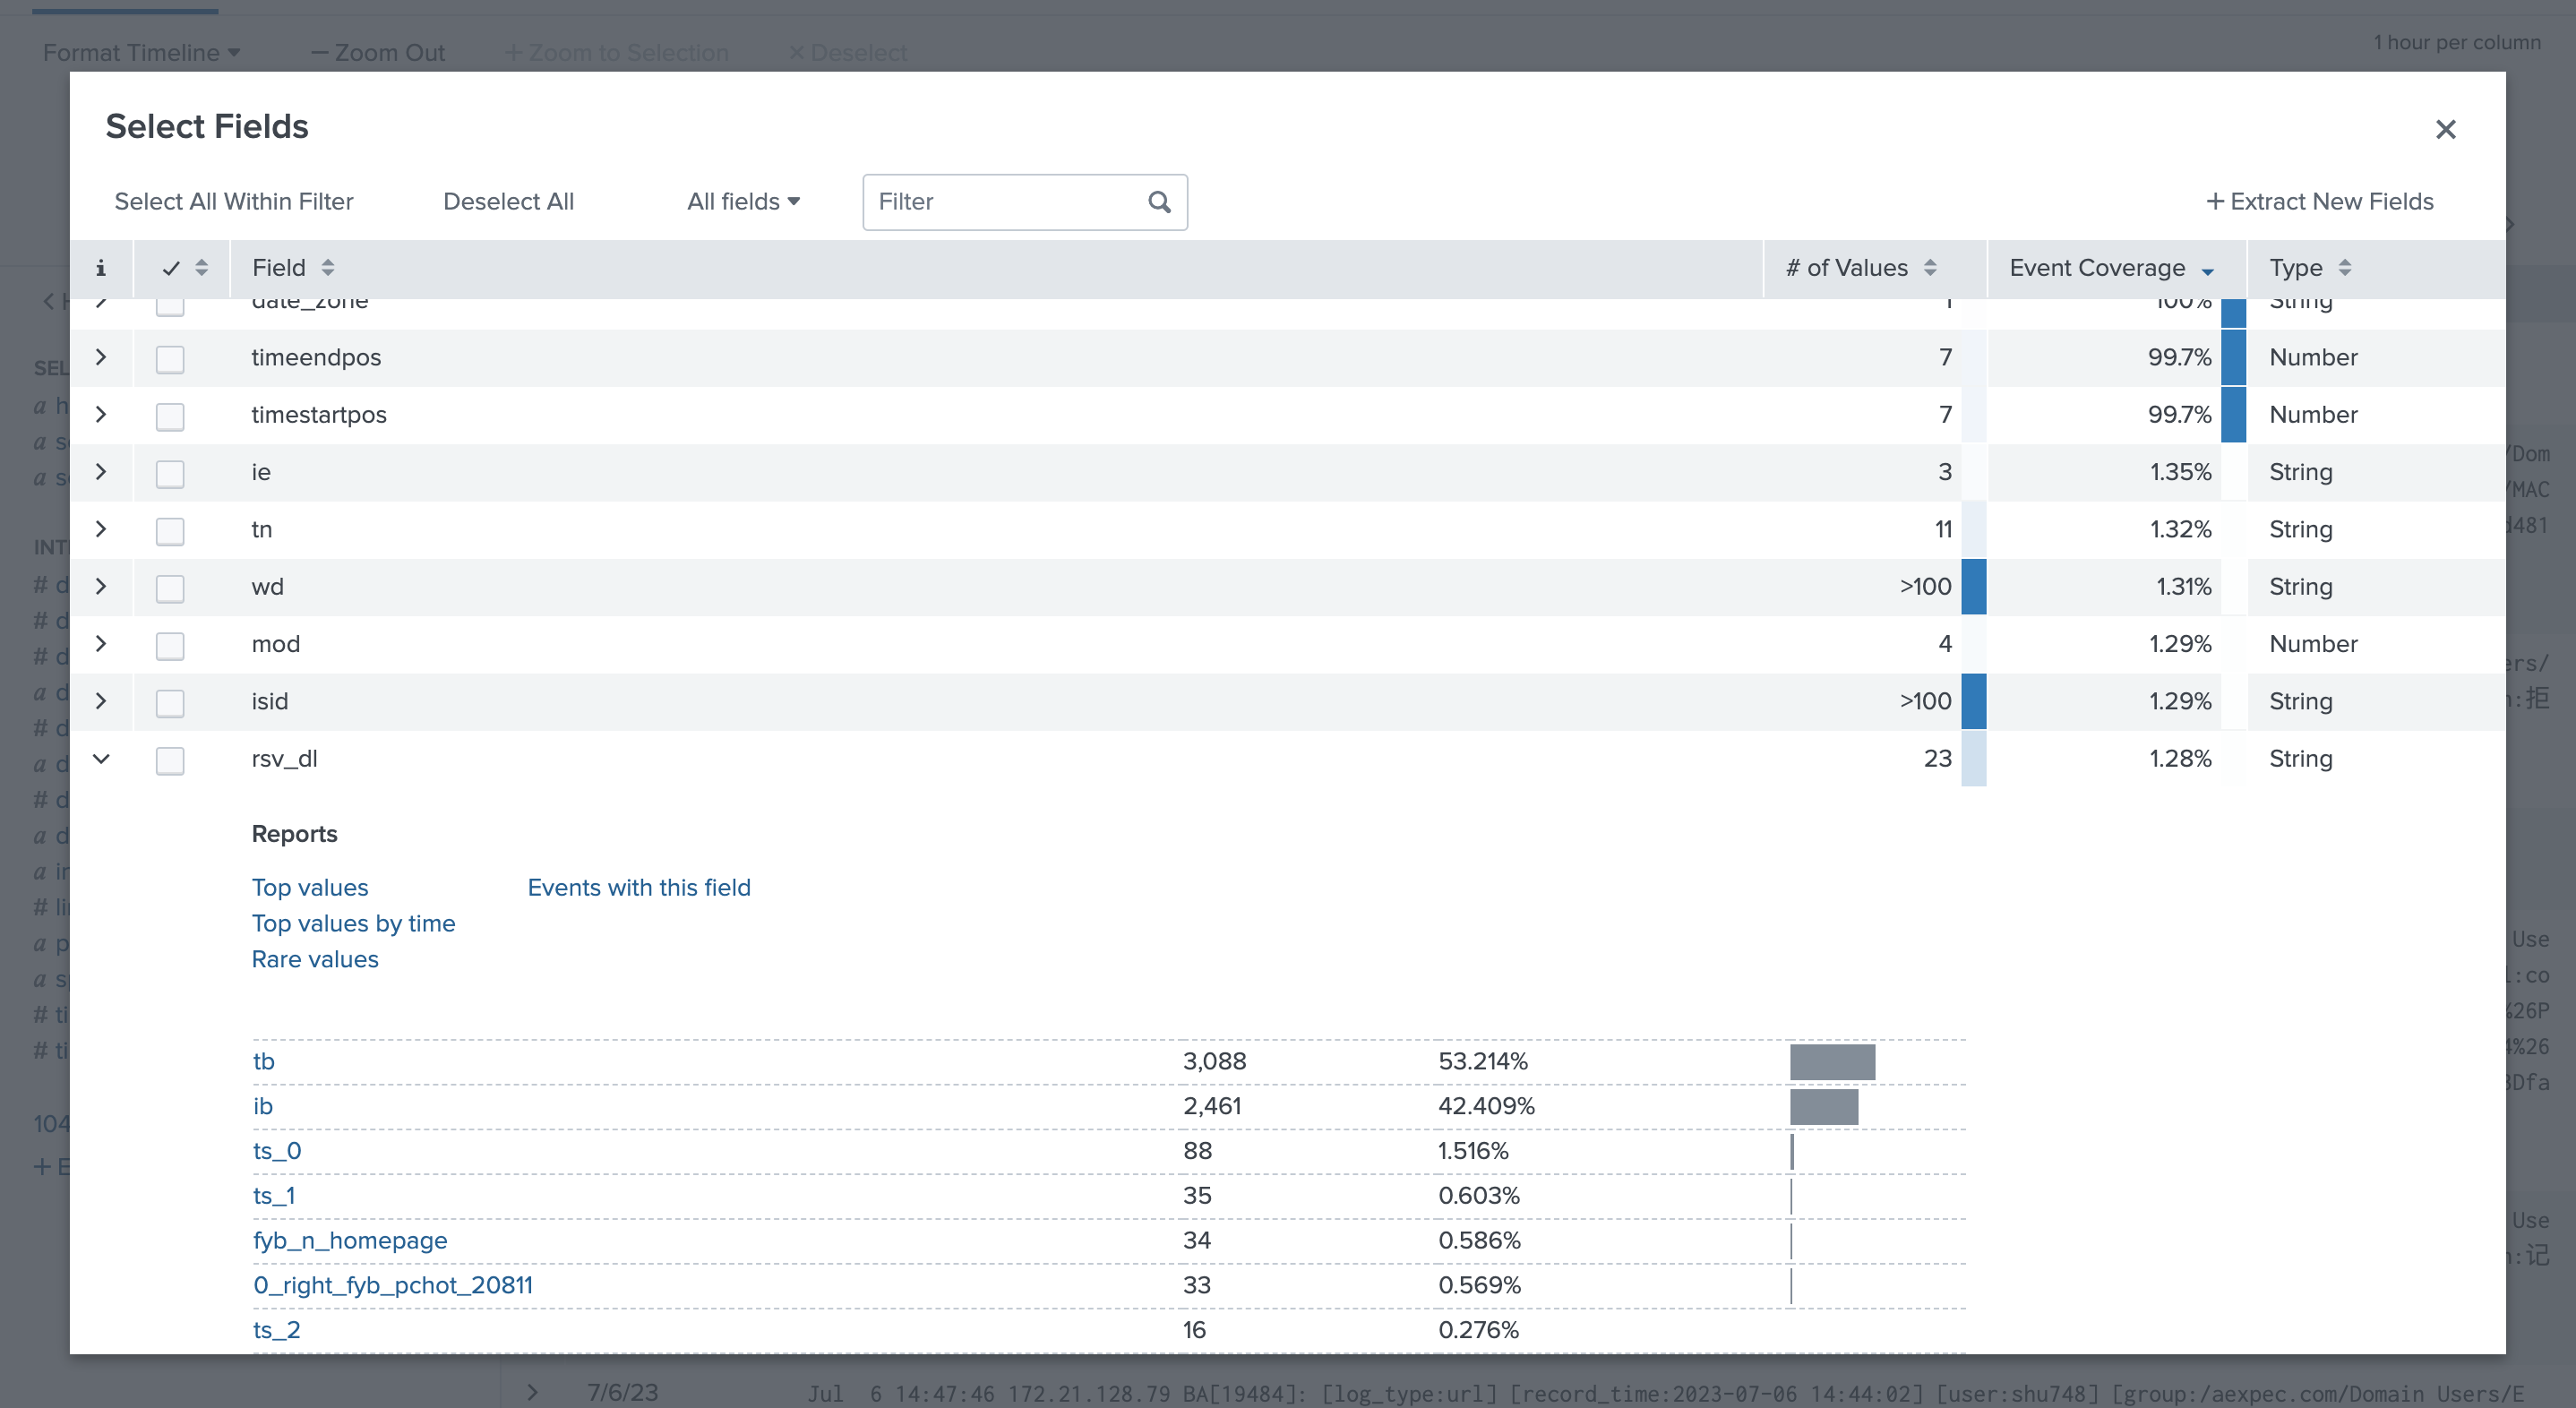 Format Timeline
Zoom Out
Zoom to Selection
Deselect
1 hour per column
Select Fields
Select All Within Filter
Deselect All
All fields
Filter
+ Extract New Fields
i
Field
# of Values
Event Coverage
Type
date_zone 1 100% String
timeendpos 7 99.7% Number
timestartpos 7 99.7% Number
ie 3 1.35% String
tn 11 1.32% String
wd >100 1.31% String
mod 4 1.29% Number
isid >100 1.29% String
rsv_dl 23 1.28% String
Reports
Top values Events with this field
Top values by time
Rare values
tb 3,088 53.214%
ib 2,461 42.409%
ts_0 88 1.516%
ts_1 35 0.603%
fyb_n_homepage 34 0.586%
0_right_fyb_pchot_20811 33 0.569%
ts_2 16 0.276%
7/6/23 Jul 6 14:47:46 172.21.128.79 BA[19484]: [log_type:url] [record_time:2023-07-06 14:44:02] [user:shu748] [group:/aexpec.com/Domain Users/E